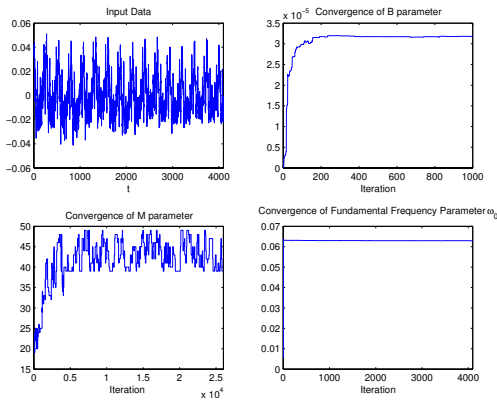 Input Data
0.06
0.04
0.02
0
−0.02
−0.04
−0.06
0 1000 2000 3000 4000
t
Convergence of B parameter
x 10⁻⁵
3.5
3
2.5
2
1.5
1
0.5
0
0 200 400 600 800 1000
Iteration
Convergence of M parameter
50
45
40
35
30
25
20
15
0 0.5 1 1.5 2 2.5
Iteration
x 10⁴
Convergence of Fundamental Frequency Parameter ω₀
0.07
0.06
0.05
0.04
0.03
0.02
0.01
0
0 1000 2000 3000 4000
Iteration